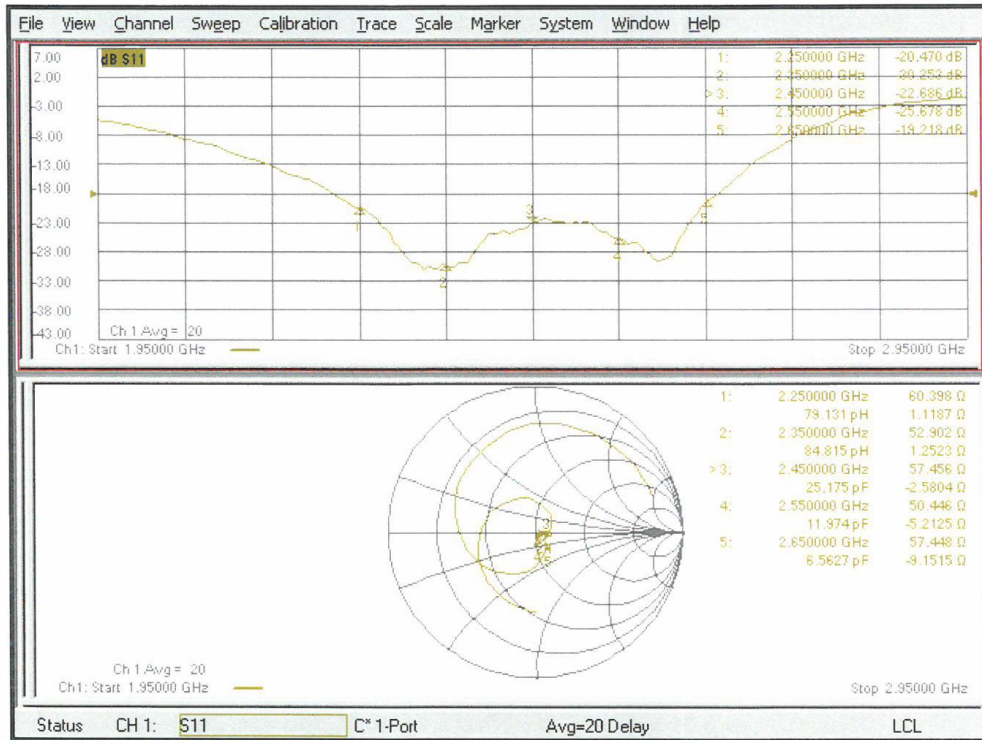 File View Channel Sweep Calibration Trace Scale Marker System Window Help
7.00
2.00
-3.00
-8.00
-13.00
-18.00
-23.00
-28.00
-33.00
-38.00
-43.00
dB S11
1: 2.250000 GHz -20.470 dB
2: 2.350000 GHz -30.253 dB
>3: 2.450000 GHz -22.686 dB
4: 2.550000 GHz -25.678 dB
5: 2.650000 GHz -19.218 dB
3
1
2
4
5
Ch 1 Avg = 20
Ch1: Start 1.95000 GHz
Stop 2.95000 GHz
1: 2.250000 GHz 60.398 Ω
79.131 pH 1.1187 Ω
2: 2.350000 GHz 52.902 Ω
84.815 pH 1.2523 Ω
>3: 2.450000 GHz 57.456 Ω
25.175 pF -2.5804 Ω
4: 2.550000 GHz 50.446 Ω
11.974 pF -5.2125 Ω
5: 2.650000 GHz 57.448 Ω
6.5627 pF -9.1515 Ω
Ch 1 Avg = 20
Ch1: Start 1.95000 GHz
Stop 2.95000 GHz
Status CH 1: S11 C* 1-Port Avg=20 Delay LCL